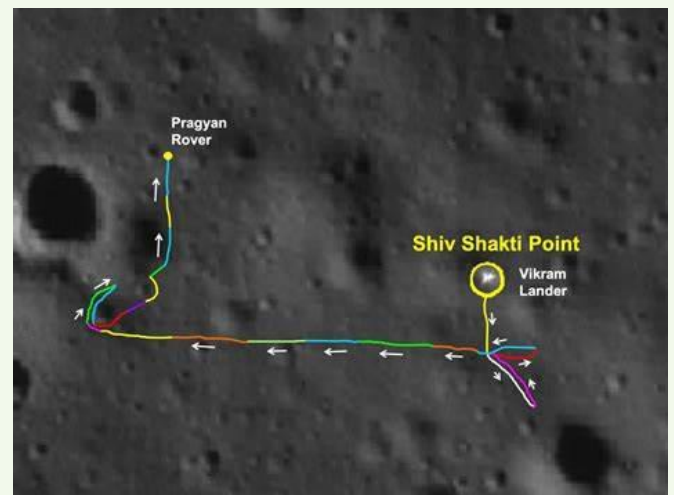 Pragyan
Rover
Shiv Shakti Point
Vikram
Lander